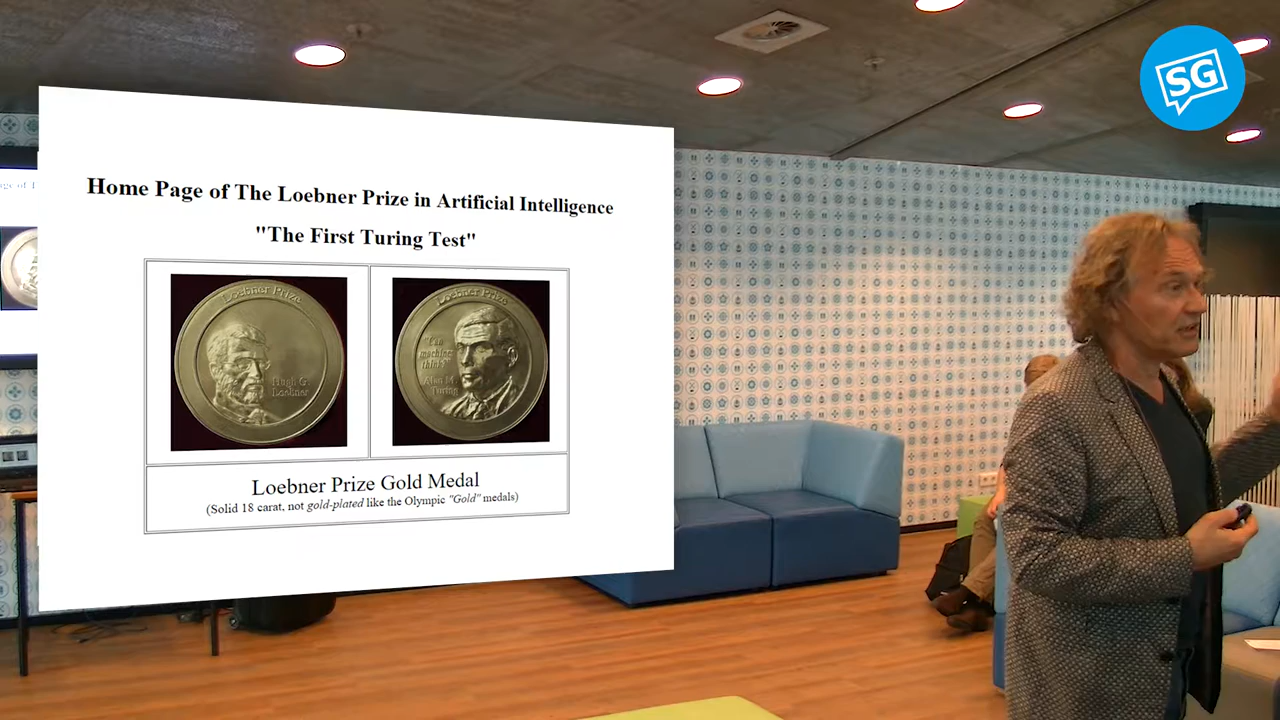 SG
Home Page of The Loebner Prize in Artificial Intelligence
"The First Turing Test"
Loebner Prize
Hugh G.
Loebner
Loebner Prize
"Can
machine
think?"
Alan M.
Turing
Loebner Prize Gold Medal
(Solid 18 carat, not gold-plated like the Olympic "Gold" medals)